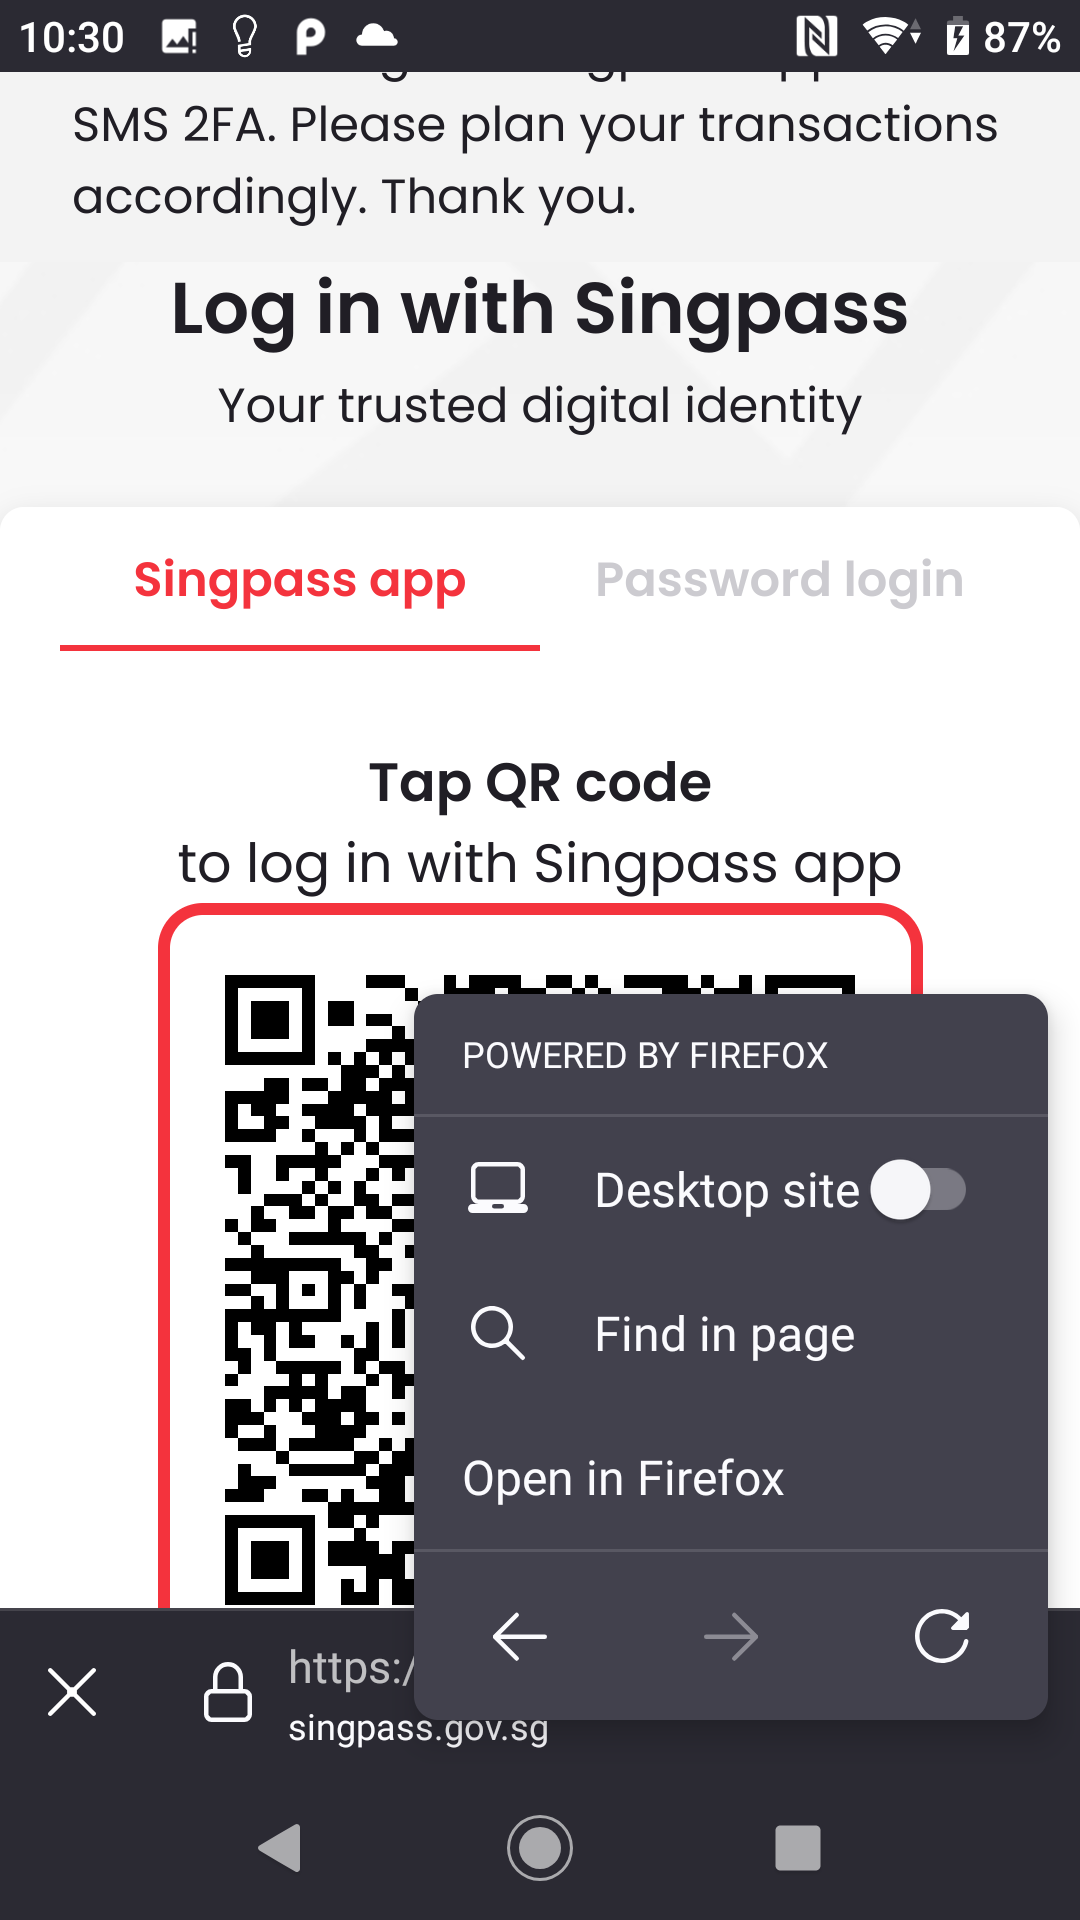 10:30
87%
SMS 2FA. Please plan your transactions
accordingly. Thank you.
Log in with Singpass
Your trusted digital identity
Singpass app
Password login
Tap QR code
to log in with Singpass app
POWERED BY FIREFOX
Desktop site
Find in page
Open in Firefox
https:/
singpass.gov.sg